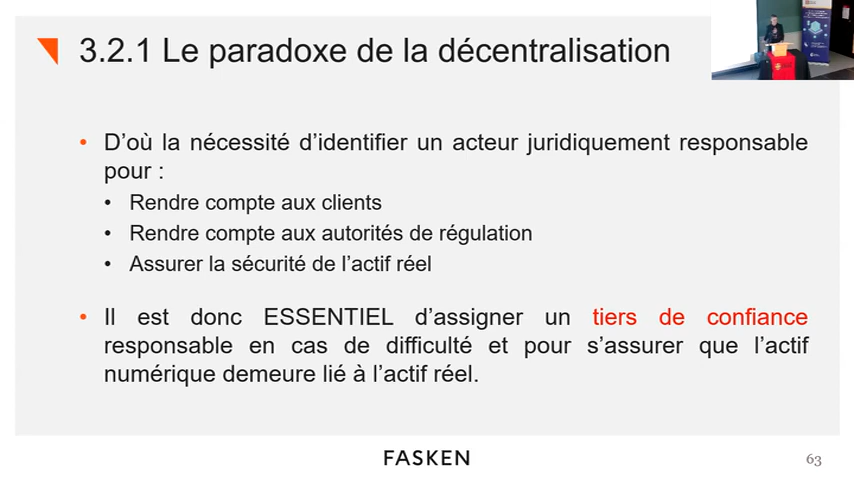 3.2.1 Le paradoxe de la décentralisation
• D’où la nécessité d’identifier un acteur juridiquement responsable
pour :
• Rendre compte aux clients
• Rendre compte aux autorités de régulation
• Assurer la sécurité de l’actif réel
• Il est donc ESSENTIEL d’assigner un tiers de confiance
responsable en cas de difficulté et pour s’assurer que l’actif
numérique demeure lié à l’actif réel.
FASKEN
63